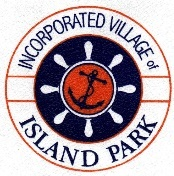 INCORPORATED VILLAGE of
ISLAND PARK